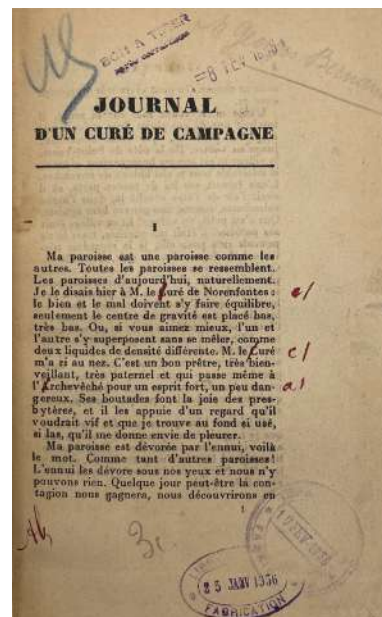 BON A TIRER
8 FEV 1936
JOURNAL
D'UN CURÉ DE CAMPAGNE
I
Ma paroisse est une paroisse comme les
autres. Toutes les paroisses se ressemblent.
Les paroisses d'aujourd'hui, naturellement.
Je le disais hier à M. le Curé de Norenfontes : c/
le bien et le mal doivent s'y faire équilibre,
seulement le centre de gravité est placé bas,
très bas. Ou, si vous aimez mieux, l'un et
l'autre s'y superposent sans se mêler, comme
deux liquides de densité différente. M. le Curé c/
m'a ri au nez. C'est un bon prêtre, très bien-
veillant, très paternel et qui passe même à
l'Archevêché pour un esprit fort, un peu dan- a/
gereux. Ses boutades font la joie des pres-
bytères, et il les appuie d'un regard qu'il
voudrait vif et que je trouve au fond si usé,
si las, qu'il me donne envie de pleurer.
Ma paroisse est dévorée par l'ennui, voilà
le mot. Comme tant d'autres paroisses!
L'ennui les dévore sous nos yeux et nous n'y
pouvons rien. Quelque jour peut-être la con-
tagion nous gagnera, nous découvrirons en
1
25 JANV 1936
FABRICATION